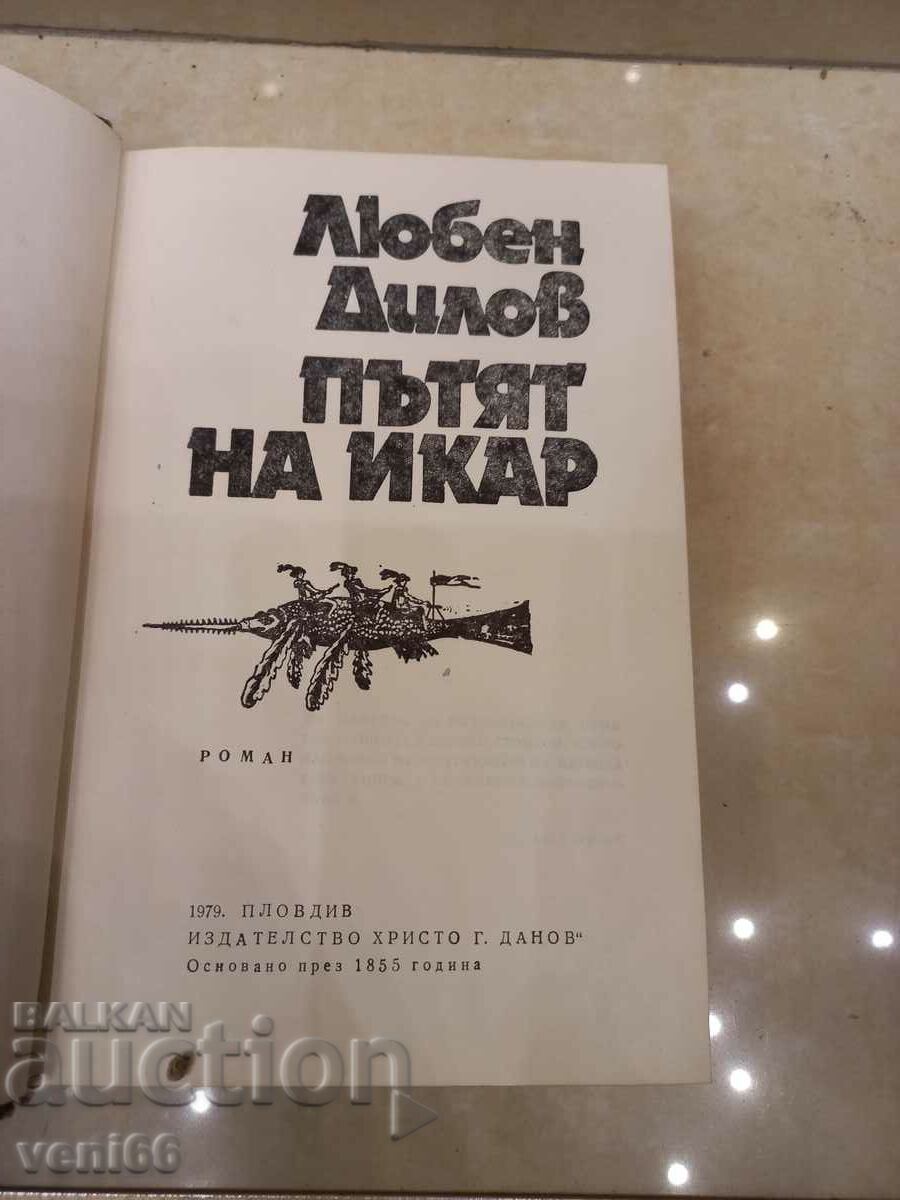 Любен
Дилов
ПЪТЯТ
НА ИКАР
РОМАН
1979. ПЛОВДИВ
ИЗДАТЕЛСТВО ХРИСТО Г. ДАНОВ“
Основано през 1855 година
BALKAN
auction
veni66